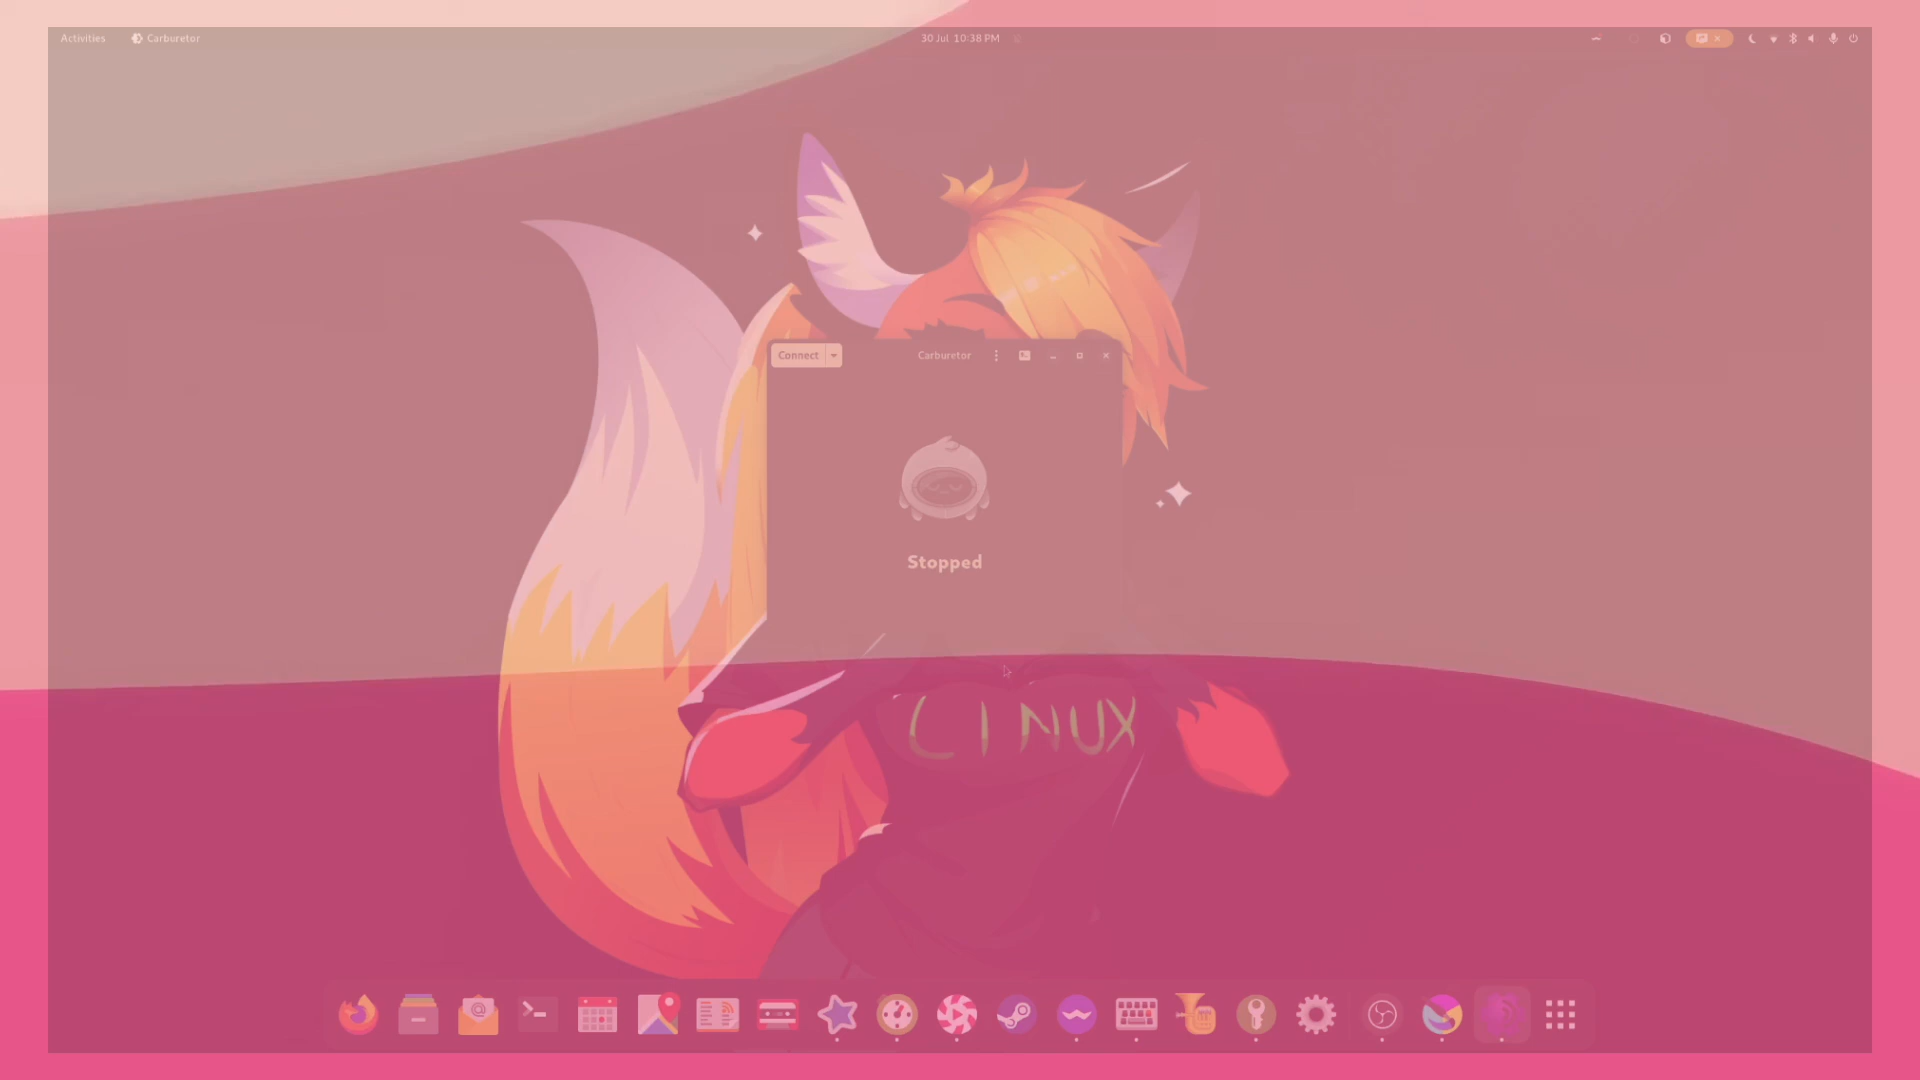 Activities
Carburetor
30 Jul 10:38 PM
Connect
Carburetor
Stopped
LINUX